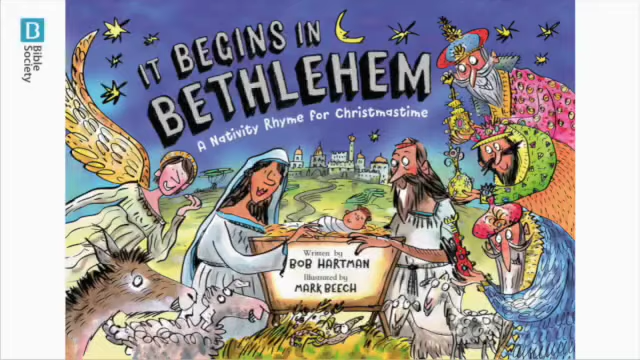 Bible
Society
IT BEGINS IN
BETHLEHEM
A Nativity Rhyme for Christmastime
Written by
BOB HARTMAN
Illustrated by
MARK BEECH